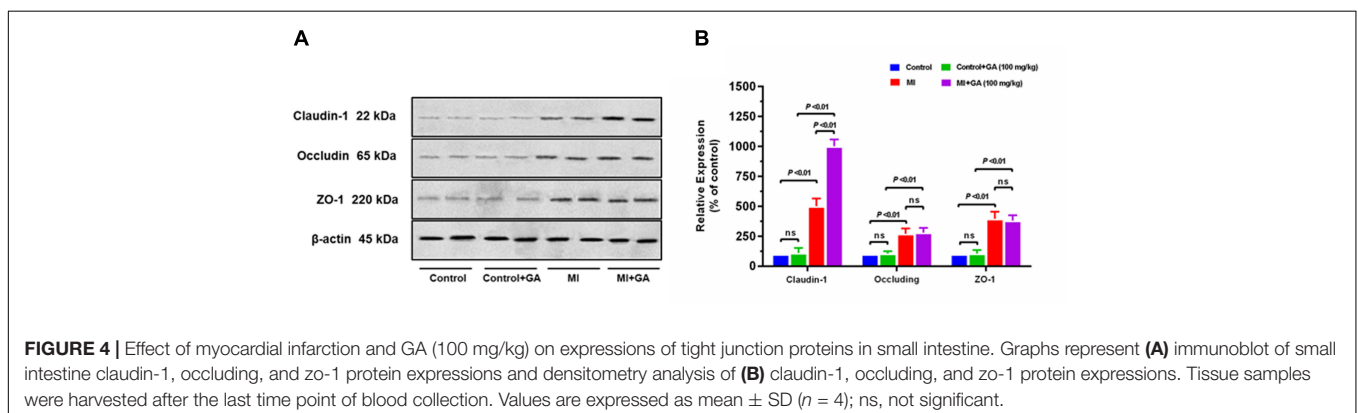 A
Claudin-1 22 kDa
Occludin 65 kDa
ZO-1 220 kDa
β-actin 45 kDa
Control Control+GA MI MI+GA
B
Control Control+GA (100 mg/kg)
MI MI+GA (100 mg/kg)
Relative Expression
(% of control)
1500
1250
1000
750
500
250
0
P <0.01
P <0.01
P <0.01
ns
P <0.01
ns
P <0.01
ns
P <0.01
ns
P <0.01
ns
Claudin-1 Occluding ZO-1
FIGURE 4 | Effect of myocardial infarction and GA (100 mg/kg) on expressions of tight junction proteins in small intestine. Graphs represent (A) immunoblot of small
intestine claudin-1, occluding, and zo-1 protein expressions and densitometry analysis of (B) claudin-1, occluding, and zo-1 protein expressions. Tissue samples
were harvested after the last time point of blood collection. Values are expressed as mean ± SD (n = 4); ns, not significant.